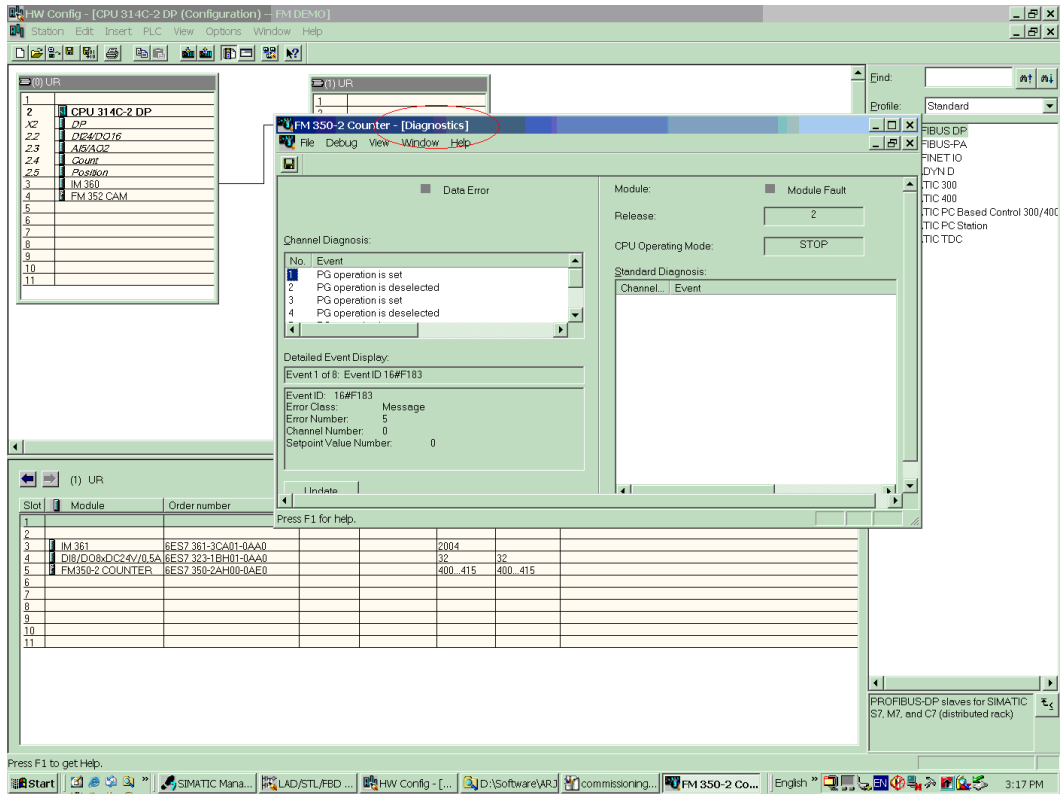 HW Config - [CPU 314C-2 DP (Configuration) -- FM DEMO]
Station Edit Insert PLC View Options Window Help
(0) UR
1
2 CPU 314C-2 DP
X2 DP
2.2 DI24/DO16
2.3 AI5/AO2
2.4 Count
2.5 Position
3 IM 360
4 FM 352 CAM
5
6
7
8
9
10
11
(1) UR
1
Find:
Profile: Standard
FIBUS DP
FIBUS-PA
FINET IO
DYN D
TIC 300
TIC 400
TIC PC Based Control 300/400
TIC PC Station
TIC TDC
FM 350-2 Counter - [Diagnostics]
File Debug View Window Help
Data Error
Channel Diagnosis:
No. Event
1 PG operation is set
2 PG operation is deselected
3 PG operation is set
4 PG operation is deselected
Detailed Event Display:
Event 1 of 8: Event ID 16#F183
Event ID: 16#F183
Error Class: Message
Error Number: 5
Channel Number: 0
Setpoint Value Number: 0
Update
Module: Module Fault
Release: 2
CPU Operating Mode: STOP
Standard Diagnosis:
Channel... Event
Press F1 for help.
(1) UR
Slot Module Order number
1
2
3 IM 361 6ES7 361-3CA01-0AA0 2004
4 DI8/DO8xDC24V/0,5A 6ES7 323-1BH01-0AA0 32 32
5 FM350-2 COUNTER 6ES7 350-2AH00-0AE0 400...415 400...415
6
7
8
9
10
11
PROFIBUS-DP slaves for SIMATIC
S7, M7, and C7 (distributed rack)
Press F1 to get Help.
Start » SIMATIC Mana... LAD/STL/FBD ... HW Config - [... D:\Software\ARJ commissioning... FM 350-2 Co... English » EN 3:17 PM